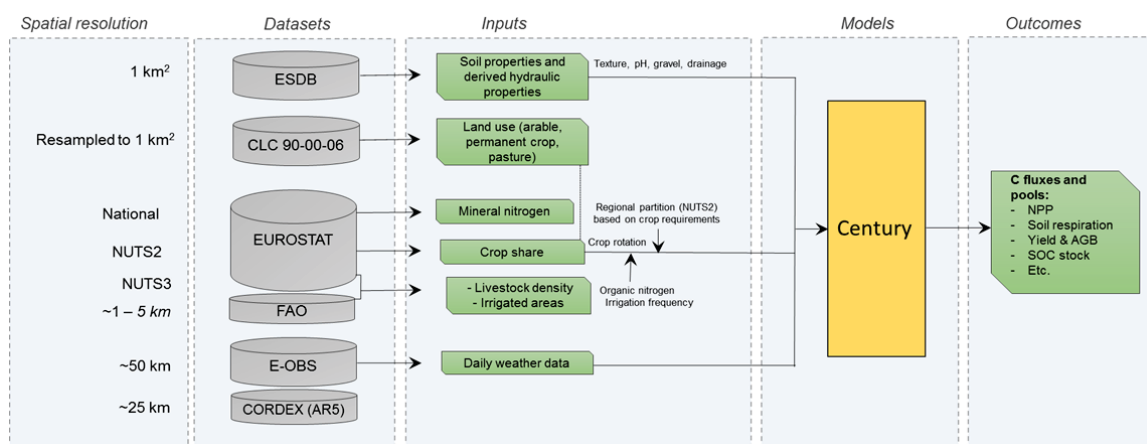 Spatial resolution
Datasets
Inputs
Models
Outcomes
1 km²
ESDB
Soil properties and
derived hydraulic
properties
Texture, pH, gravel, drainage
Resampled to 1 km²
CLC 90-00-06
Land use (arable,
permanent crop,
pasture)
National
NUTS2
NUTS3
~1 – 5 km
EUROSTAT
FAO
Mineral nitrogen
Crop share
- Livestock density
- Irrigated areas
Regional partition (NUTS2)
based on crop requirements
Crop rotation
Organic nitrogen
Irrigation frequency
~50 km
E-OBS
Daily weather data
~25 km
CORDEX (AR5)
Century
C fluxes and
pools:
- NPP
- Soil respiration
- Yield & AGB
- SOC stock
- Etc.